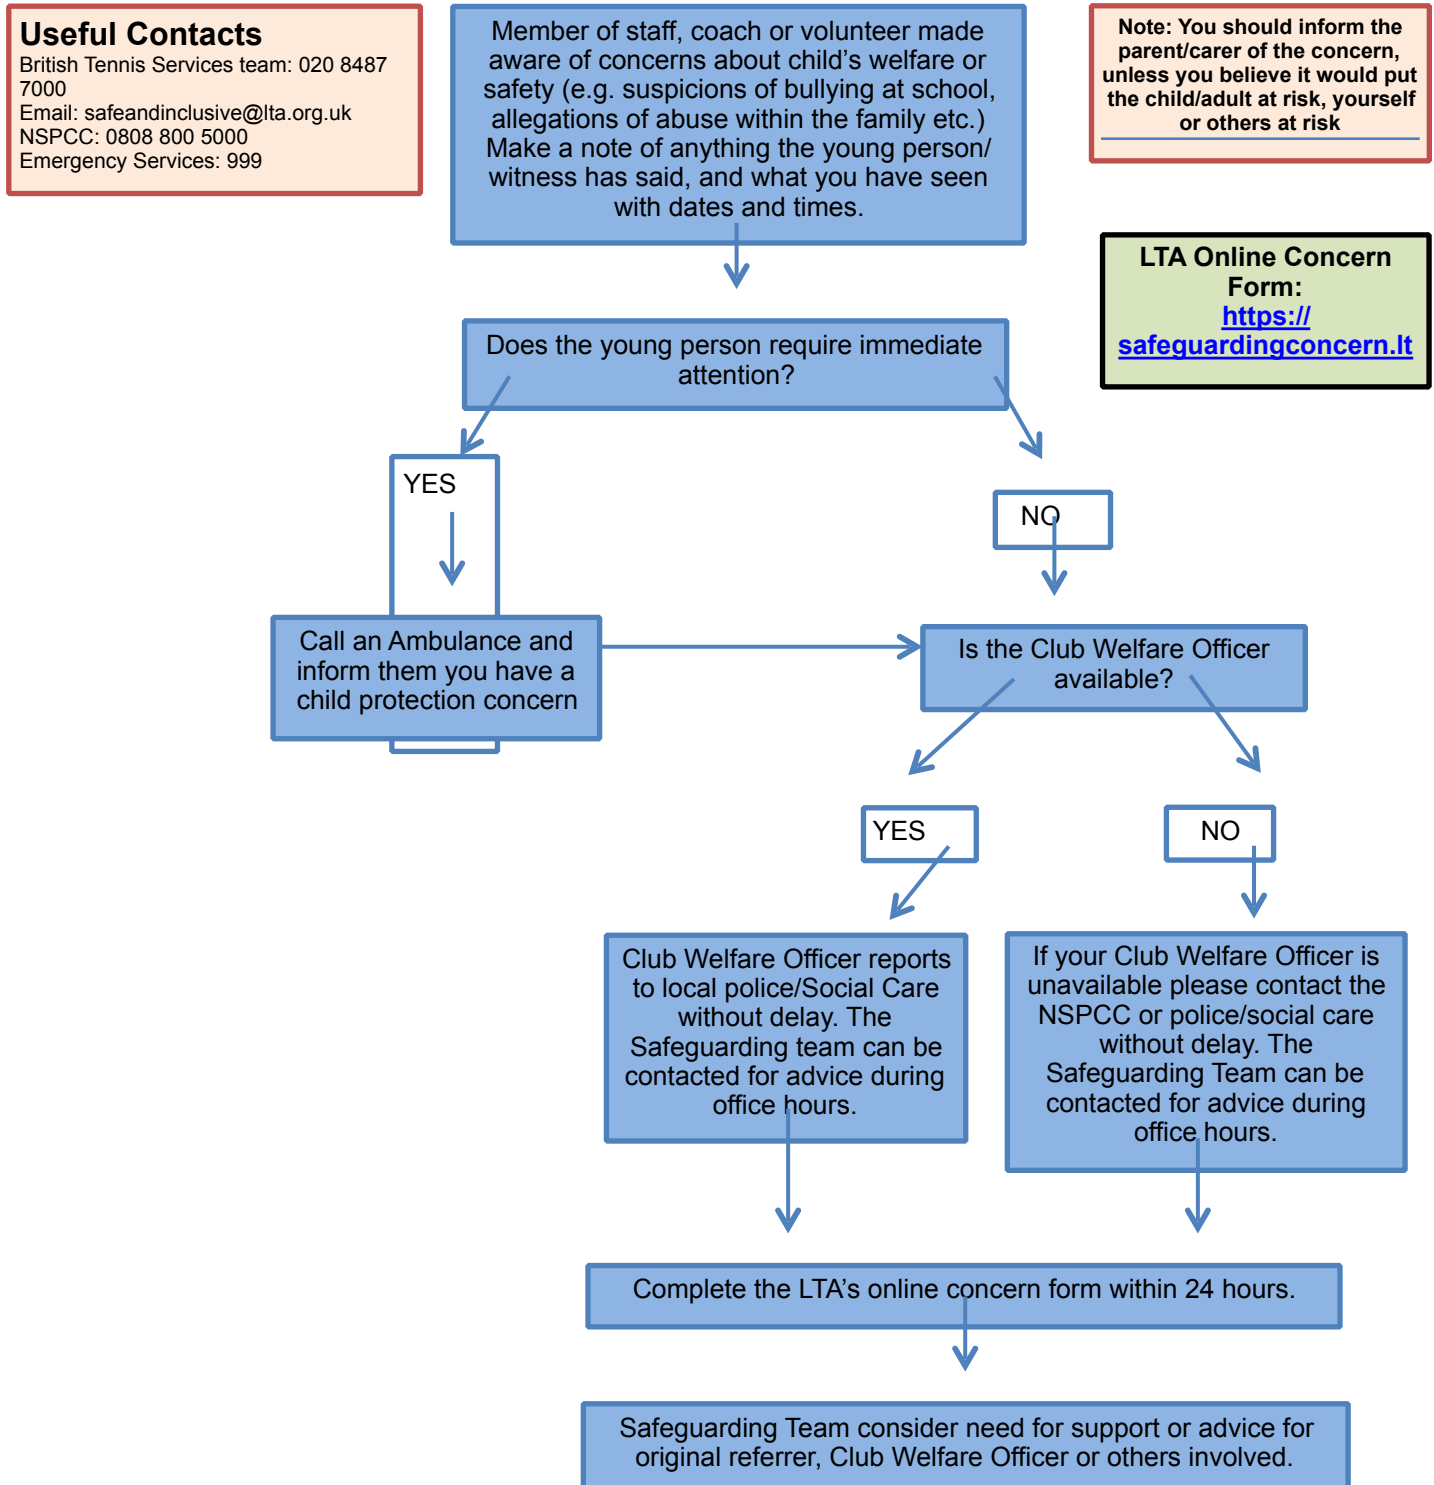 Useful Contacts
British Tennis Services team: 020 8487
7000
Email: safeandinclusive@lta.org.uk
NSPCC: 0808 800 5000
Emergency Services: 999
Member of staff, coach or volunteer made
aware of concerns about child’s welfare or
safety (e.g. suspicions of bullying at school,
allegations of abuse within the family etc.)
Make a note of anything the young person/
witness has said, and what you have seen
with dates and times.
Note: You should inform the
parent/carer of the concern,
unless you believe it would put
the child/adult at risk, yourself
or others at risk
LTA Online Concern
Form:
https://
safeguardingconcern.lt
Does the young person require immediate
attention?
YES
NO
Call an Ambulance and
inform them you have a
child protection concern
Is the Club Welfare Officer
available?
YES
NO
Club Welfare Officer reports
to local police/Social Care
without delay. The
Safeguarding team can be
contacted for advice during
office hours.
If your Club Welfare Officer is
unavailable please contact the
NSPCC or police/social care
without delay. The
Safeguarding Team can be
contacted for advice during
office hours.
Complete the LTA’s online concern form within 24 hours.
Safeguarding Team consider need for support or advice for
original referrer, Club Welfare Officer or others involved.